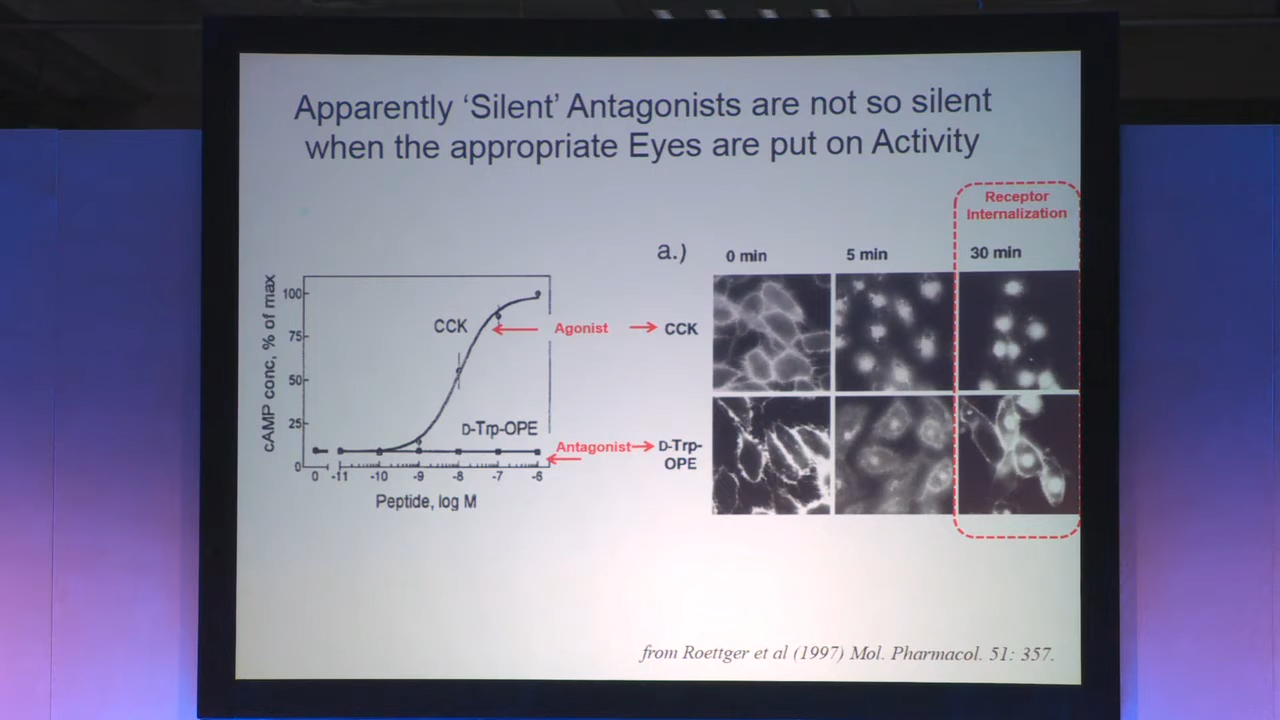 Apparently ‘Silent’ Antagonists are not so silent
when the appropriate Eyes are put on Activity
Receptor
Internalization
a.)
0 min
5 min
30 min
cAMP conc, % of max
100
75
50
25
0
CCK
D-Trp-OPE
0
-11
-10
-9
-8
-7
-6
Peptide, log M
Agonist
CCK
Antagonist
D-Trp-
OPE
from Roettger et al (1997) Mol. Pharmacol. 51: 357.